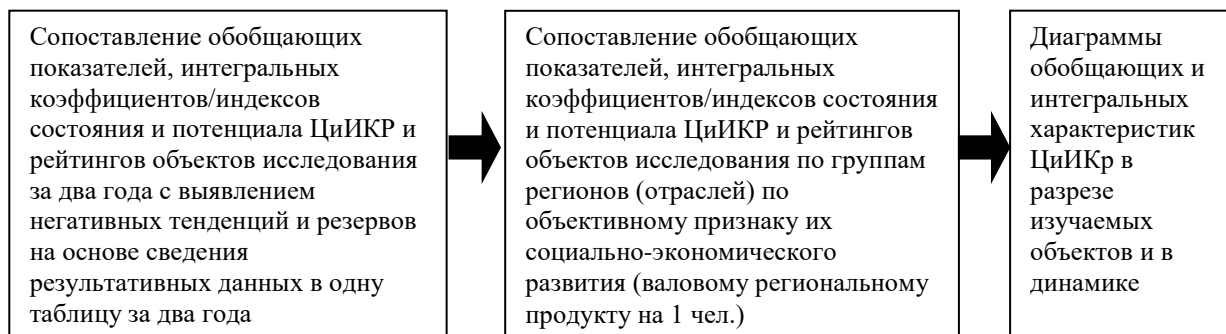 Сопоставление обобщающих
показателей, интегральных
коэффициентов/индексов
состояния и потенциала ЦиИКР и
рейтингов объектов исследования
за два года с выявлением
негативных тенденций и резервов
на основе сведения
результативных данных в одну
таблицу за два года
Сопоставление обобщающих
показателей, интегральных
коэффициентов/индексов состояния
и потенциала ЦиИКР и рейтингов
объектов исследования по группам
регионов (отраслей) по
объективному признаку их
социально-экономического
развития (валовому региональному
продукту на 1 чел.)
Диаграммы
обобщающих и
интегральных
характеристик
ЦиИКр в
разрезе
изучаемых
объектов и в
динамике